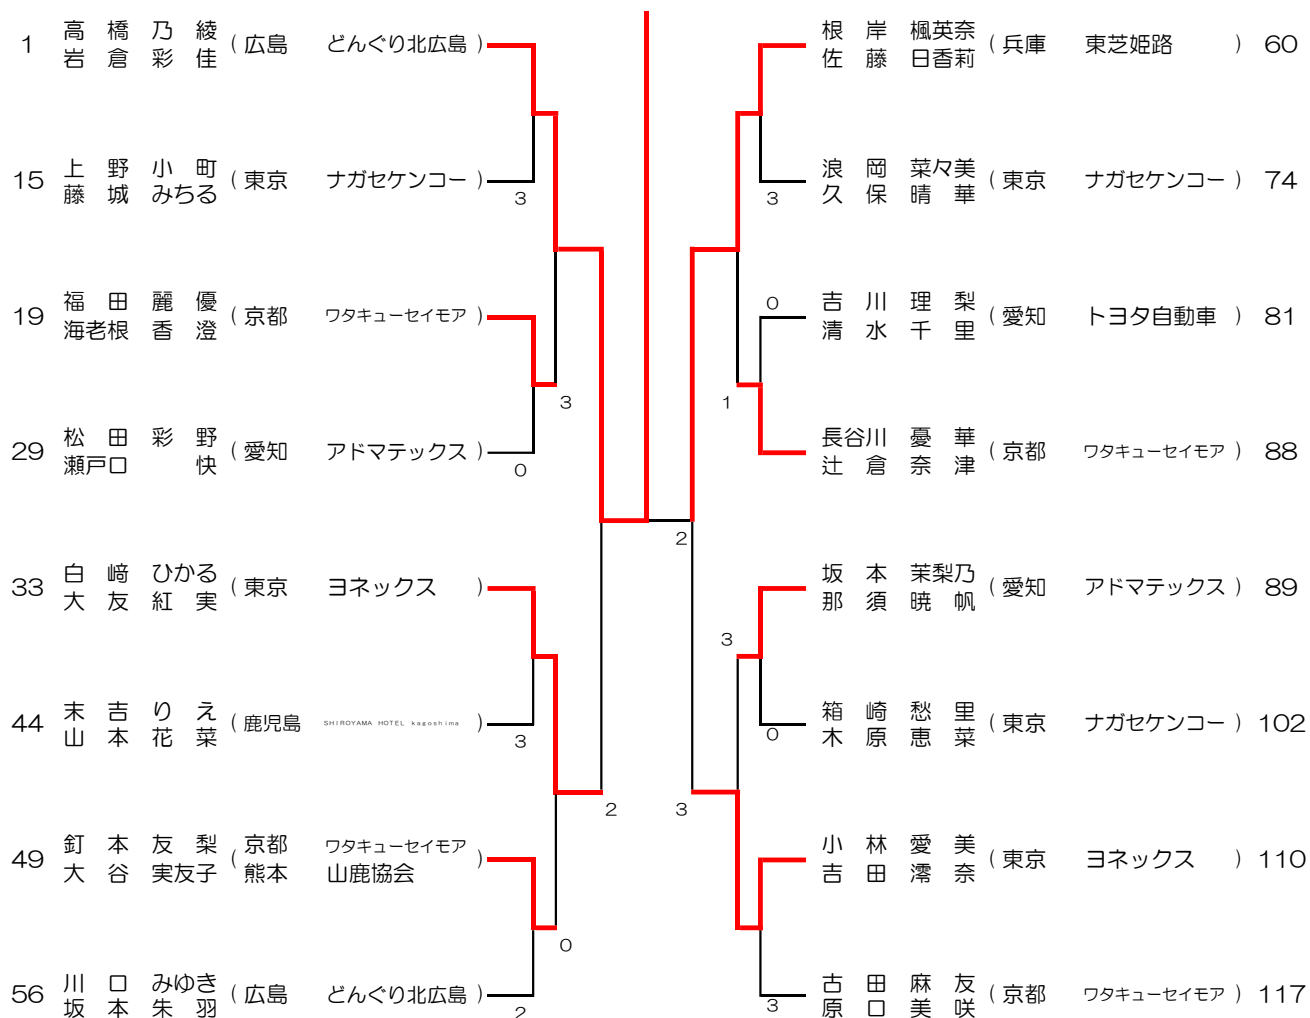 1 高橋乃綾 岩倉彩佳 (広島 どんぐり北広島)
15 上野小町 藤城みちる (東京 ナガセケンコー) 3
19 福田麗優 海老根香澄 (京都 ワタキューセイモア)
3
29 松田彩野 瀬戸口快 (愛知 アドマテックス) 0
33 白﨑ひかる 大友紅実 (東京 ヨネックス)
44 末吉りえ 山本花菜 (鹿児島 SHIROYAMA HOTEL kagoshima) 3
2
49 釘本友梨 大谷実友子 (京都 ワタキューセイモア 熊本 山鹿協会)
0
56 川口みゆき 坂本朱羽 (広島 どんぐり北広島) 2
2
根岸楓英奈 佐藤日香莉 (兵庫 東芝姫路) 60
3 浪岡菜々美 久保晴華 (東京 ナガセケンコー) 74
0 吉川理梨 清水千里 (愛知 トヨタ自動車) 81
1
長谷川憂華 辻倉奈津 (京都 ワタキューセイモア) 88
坂本茉梨乃 那須暁帆 (愛知 アドマテックス) 89
3
0 箱崎愁里 木原恵菜 (東京 ナガセケンコー) 102
3
小林愛美 吉田澪奈 (東京 ヨネックス) 110
3 古田麻友 原口美咲 (京都 ワタキューセイモア) 117